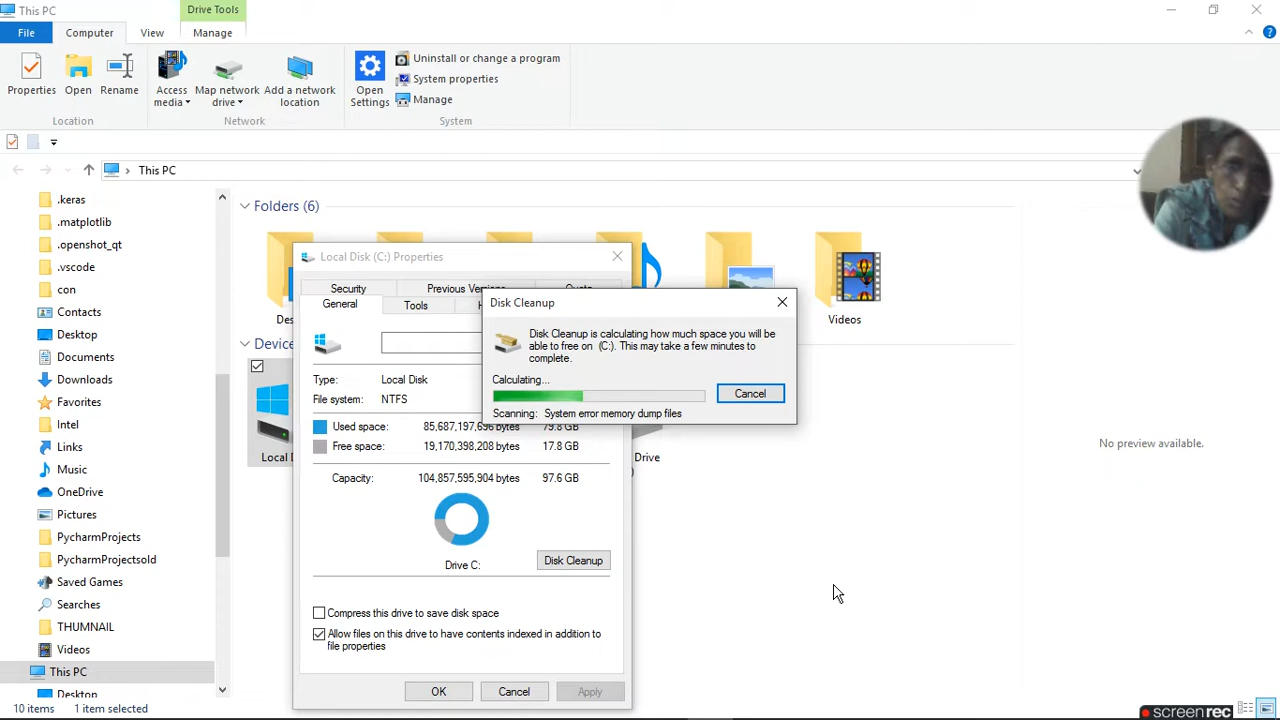 This PC
Drive Tools
File
Computer
View
Manage
Properties
Open
Rename
Access media
Map network drive
Add a network location
Open Settings
Uninstall or change a program
System properties
Manage
Location
Network
System
This PC
.keras
.matplotlib
.openshot_qt
.vscode
con
Contacts
Desktop
Documents
Downloads
Favorites
Intel
Links
Music
OneDrive
Pictures
PycharmProjects
PycharmProjectsold
Saved Games
Searches
THUMNAIL
Videos
This PC
Desktop
Folders (6)
Videos
No preview available.
Local Disk (C:) Properties
Security
General
Tools
Type: Local Disk
File system: NTFS
Used space: 85,687,197,696 bytes 79.8 GB
Free space: 19,170,398,208 bytes 17.8 GB
Capacity: 104,857,595,904 bytes 97.6 GB
Drive C:
Disk Cleanup
Compress this drive to save disk space
Allow files on this drive to have contents indexed in addition to
file properties
OK
Cancel
Apply
Disk Cleanup
Disk Cleanup is calculating how much space you will be
able to free on (C:). This may take a few minutes to
complete.
Calculating...
Cancel
Scanning: System error memory dump files
Drive
10 items
1 item selected
screenrec